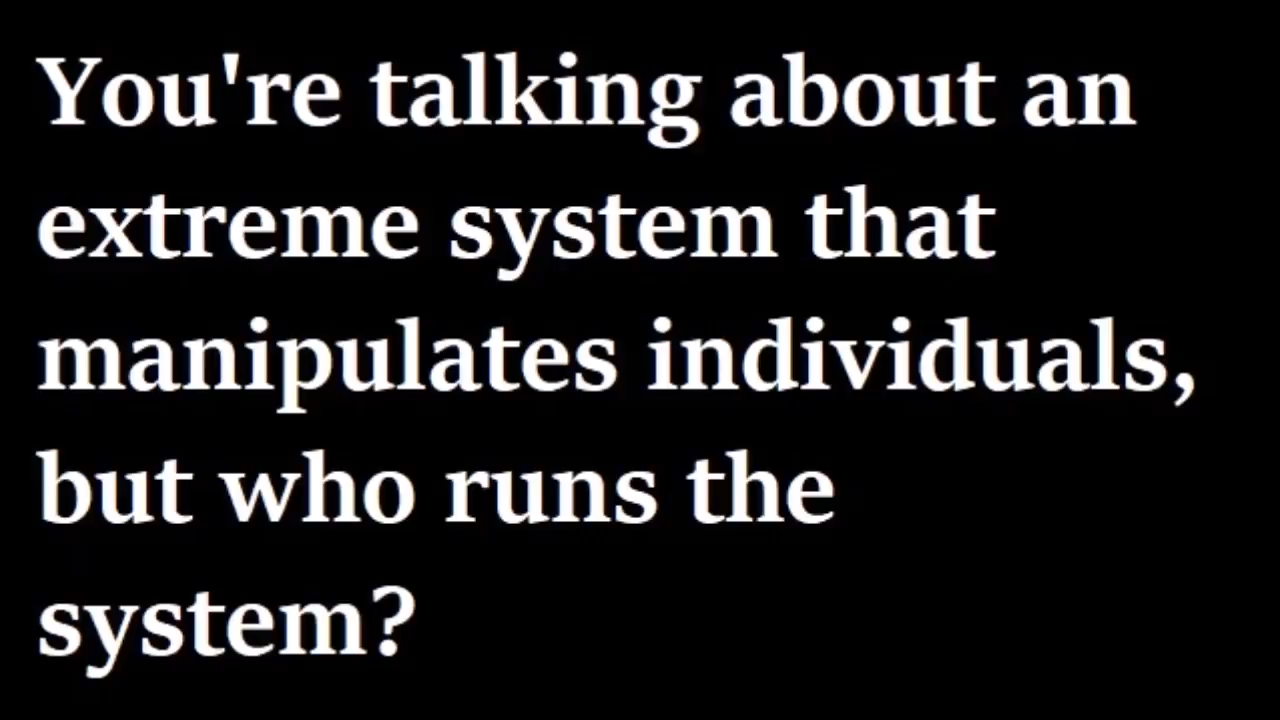 You're talking about an
extreme system that
manipulates individuals,
but who runs the
system?